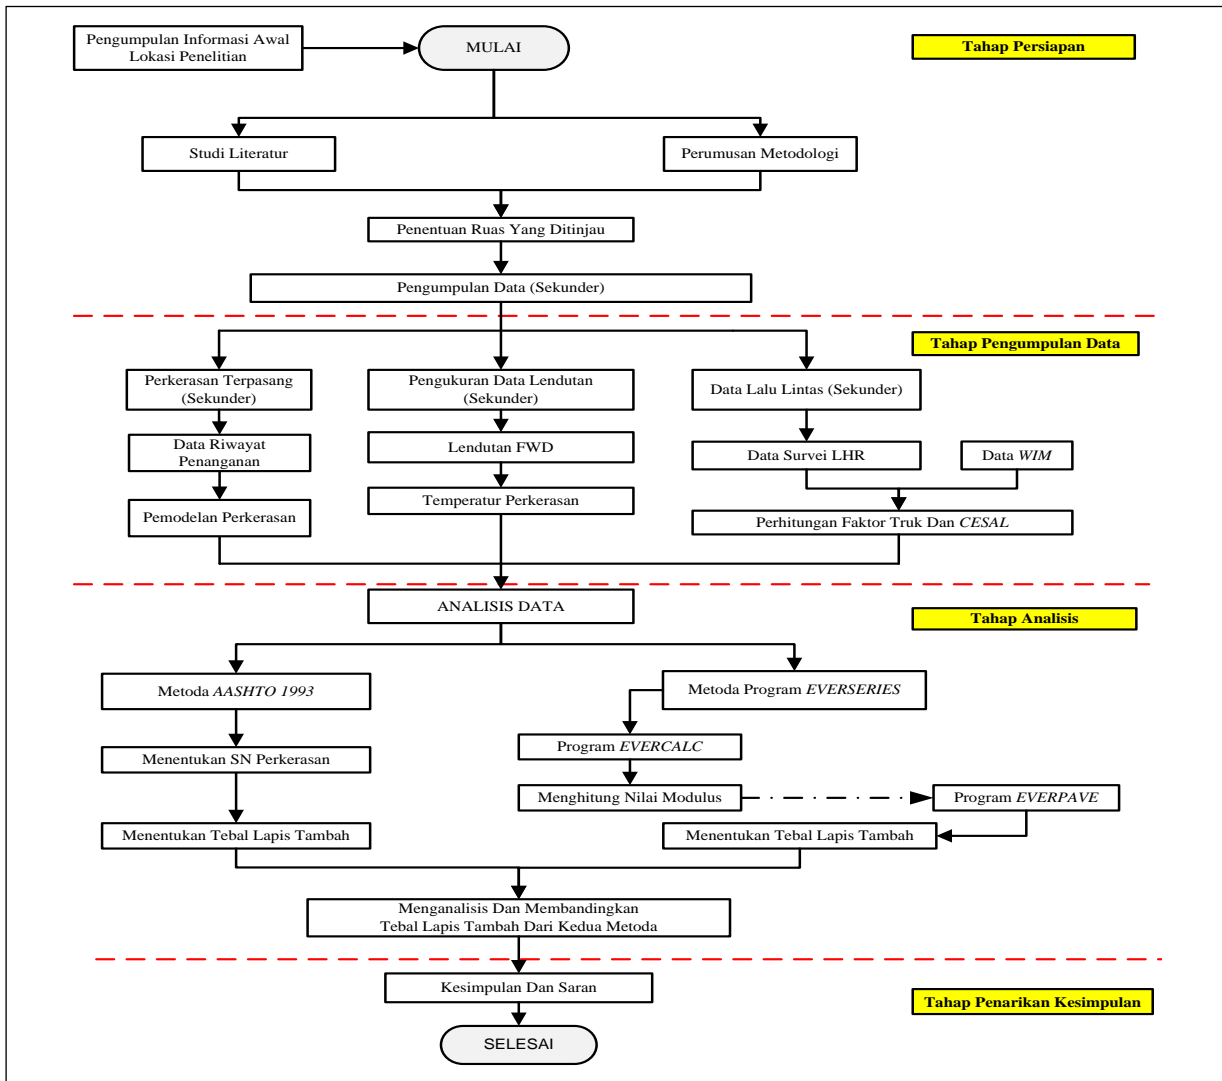 Pengumpulan Informasi Awal
Lokasi Penelitian
MULAI
Tahap Persiapan
Studi Literatur
Perumusan Metodologi
Penentuan Ruas Yang Ditinjau
Pengumpulan Data (Sekunder)
Tahap Pengumpulan Data
Perkerasan Terpasang
(Sekunder)
Pengukuran Data Lendutan
(Sekunder)
Data Lalu Lintas (Sekunder)
Data Riwayat
Penanganan
Lendutan FWD
Data Survei LHR
Data WIM
Pemodelan Perkerasan
Temperatur Perkerasan
Perhitungan Faktor Truk Dan CESAL
ANALISIS DATA
Tahap Analisis
Metoda AASHTO 1993
Metoda Program EVERSERIES
Menentukan SN Perkerasan
Program EVERCALC
Menghitung Nilai Modulus
Program EVERPAVE
Menentukan Tebal Lapis Tambah
Menentukan Tebal Lapis Tambah
Menganalisis Dan Membandingkan
Tebal Lapis Tambah Dari Kedua Metoda
Kesimpulan Dan Saran
Tahap Penarikan Kesimpulan
SELESAI